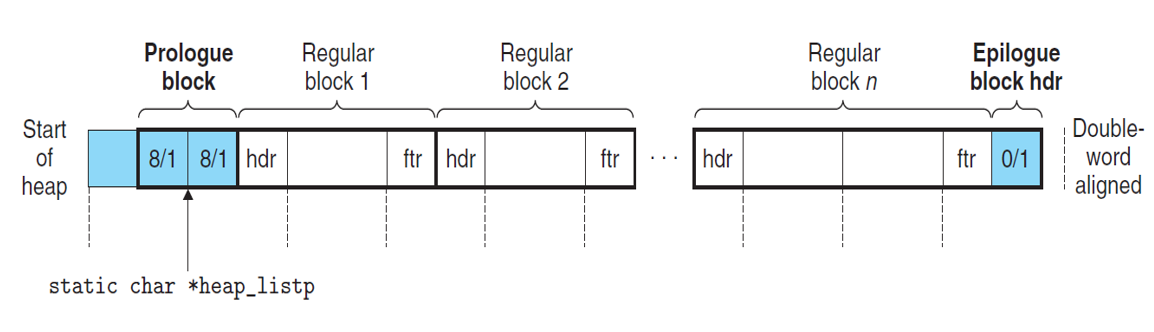 Prologue
block
Regular
block 1
Regular
block 2
Regular
block n
Epilogue
block hdr
Start
of
heap
8/1 8/1 hdr ftr hdr ftr ... hdr ftr 0/1
Double-
word
aligned
static char *heap_listp